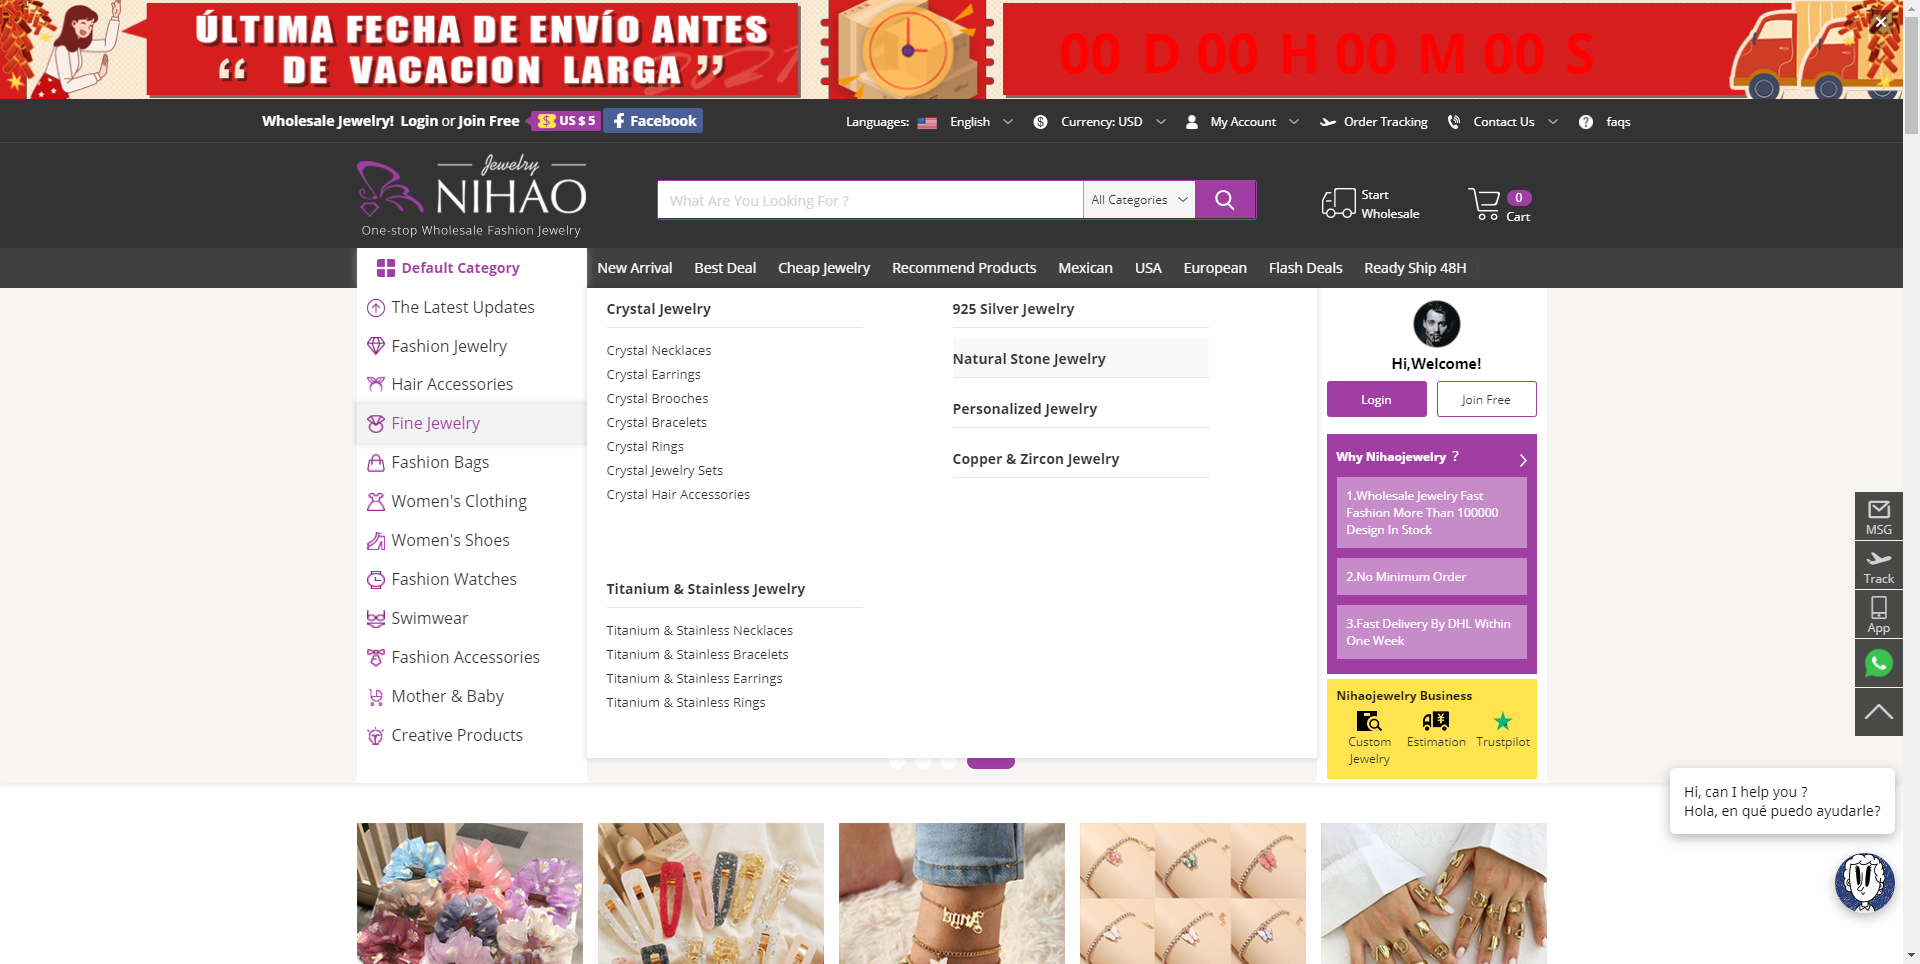 ÚLTIMA FECHA DE ENVÍO ANTES
“ DE VACACION LARGA ”
2021
00 D 00 H 00 M 00 S
Wholesale Jewelry! Login or Join Free US $ 5 Facebook
Languages: English Currency: USD My Account Order Tracking Contact Us faqs
Jewelry
NIHAO
One-stop Wholesale Fashion Jewelry
What Are You Looking For ?
All Categories
Start
Wholesale
0
Cart
Default Category
New Arrival Best Deal Cheap Jewelry Recommend Products Mexican USA European Flash Deals Ready Ship 48H
The Latest Updates
Fashion Jewelry
Hair Accessories
Fine Jewelry
Fashion Bags
Women's Clothing
Women's Shoes
Fashion Watches
Swimwear
Fashion Accessories
Mother & Baby
Creative Products
Crystal Jewelry
Crystal Necklaces
Crystal Earrings
Crystal Brooches
Crystal Bracelets
Crystal Rings
Crystal Jewelry Sets
Crystal Hair Accessories
Titanium & Stainless Jewelry
Titanium & Stainless Necklaces
Titanium & Stainless Bracelets
Titanium & Stainless Earrings
Titanium & Stainless Rings
925 Silver Jewelry
Natural Stone Jewelry
Personalized Jewelry
Copper & Zircon Jewelry
Hi,Welcome!
Login
Join Free
Why Nihaojewelry ?
1.Wholesale Jewelry Fast
Fashion More Than 100000
Design In Stock
2.No Minimum Order
3.Fast Delivery By DHL Within
One Week
Nihaojewelry Business
Custom
Jewelry
Estimation
Trustpilot
MSG
Track
App
Hi, can I help you ?
Hola, en qué puedo ayudarle?